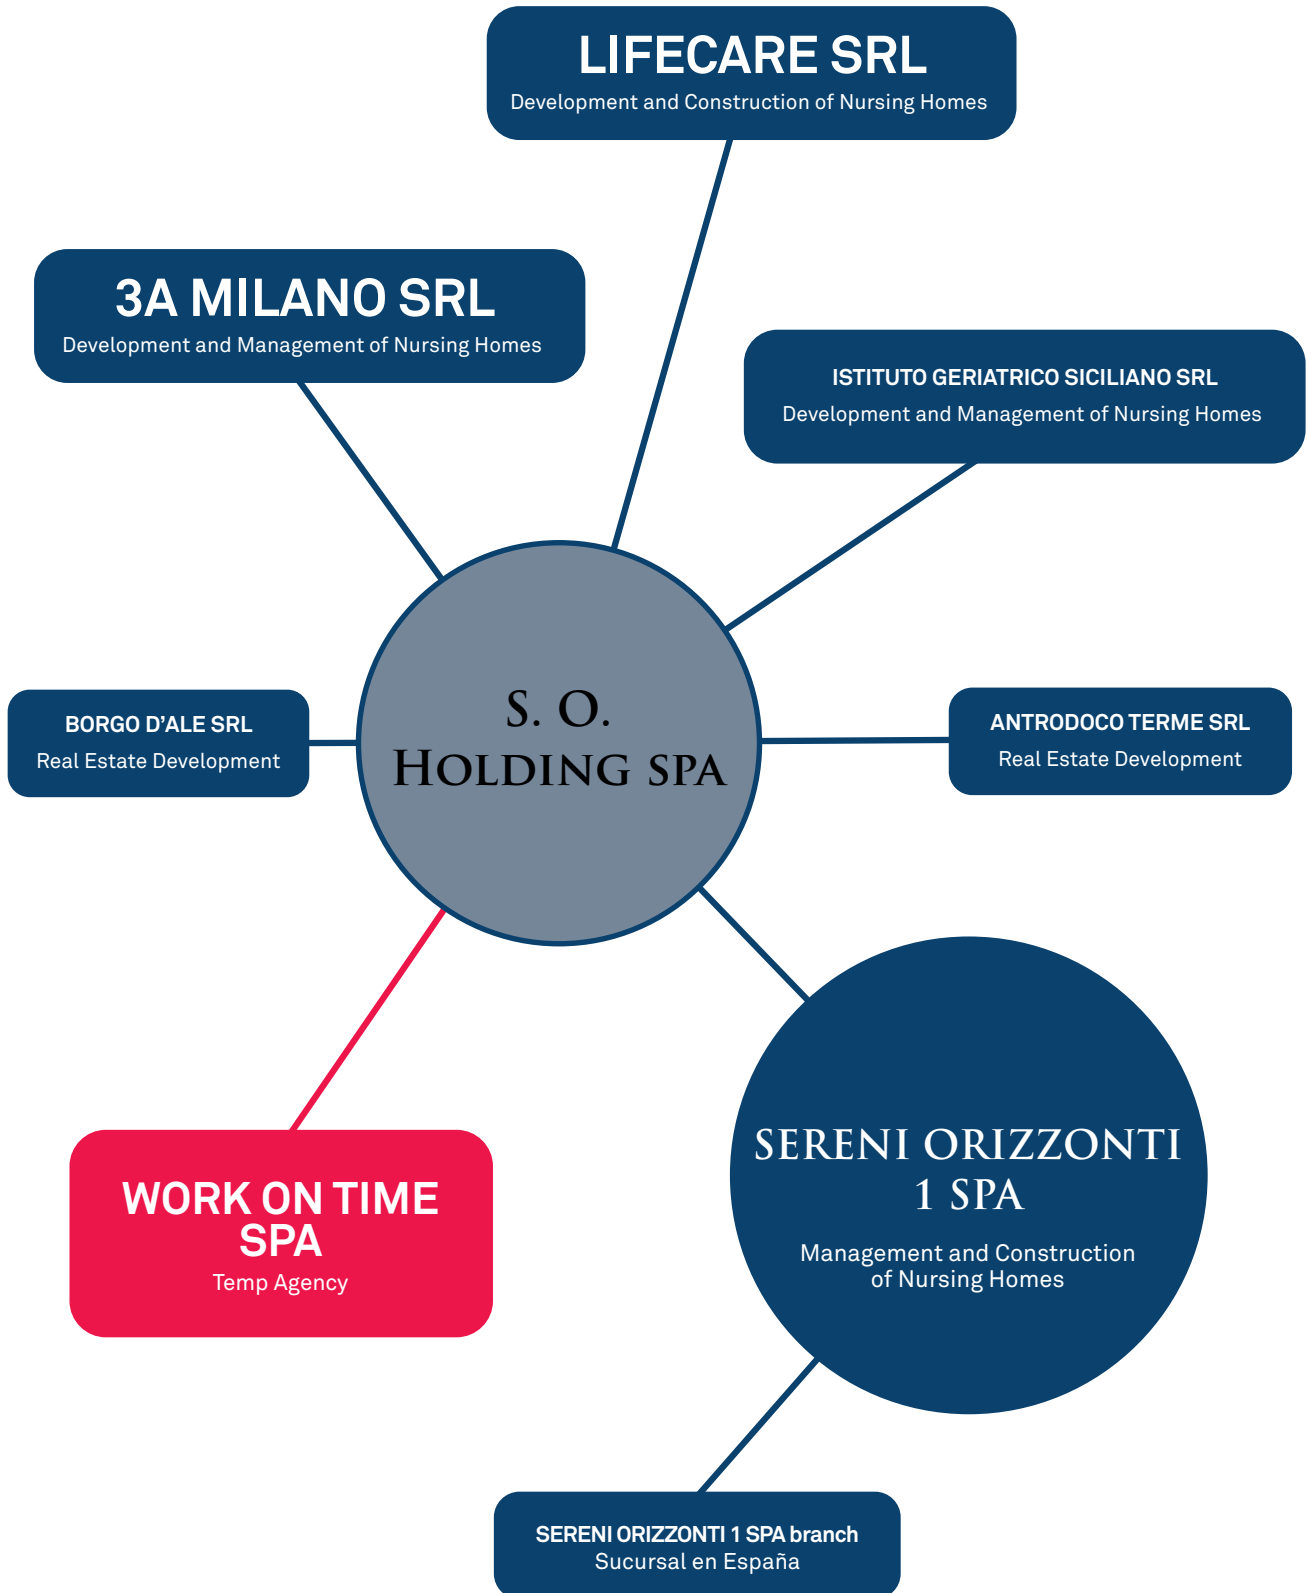 LIFECARE SRL
Development and Construction of Nursing Homes
3A MILANO SRL
Development and Management of Nursing Homes
ISTITUTO GERIATRICO SICILIANO SRL
Development and Management of Nursing Homes
S. O.
HOLDING SPA
BORGO D’ALE SRL
Real Estate Development
ANTRODOCO TERME SRL
Real Estate Development
WORK ON TIME
SPA
Temp Agency
SERENI ORIZZONTI
1 SPA
Management and Construction
of Nursing Homes
SERENI ORIZZONTI 1 SPA branch
Sucursal en España